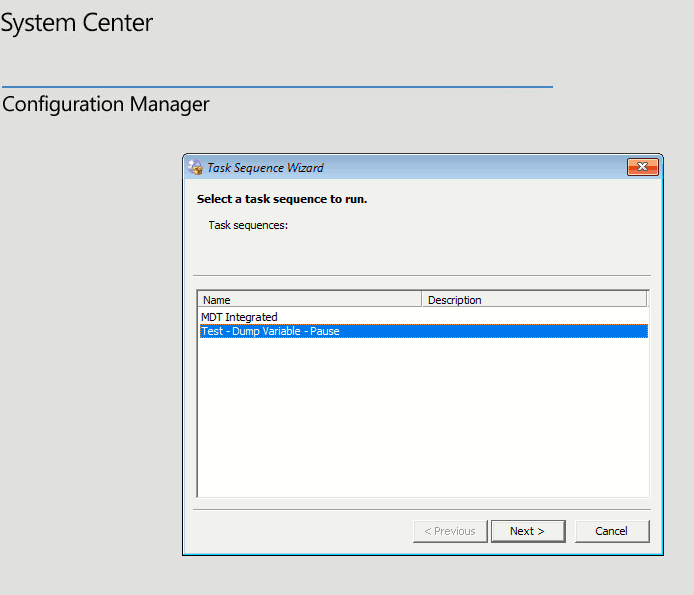 System Center
Configuration Manager
Task Sequence Wizard
Select a task sequence to run.
Task sequences:
Name Description
MDT Integrated
Test - Dump Variable - Pause
< Previous Next > Cancel